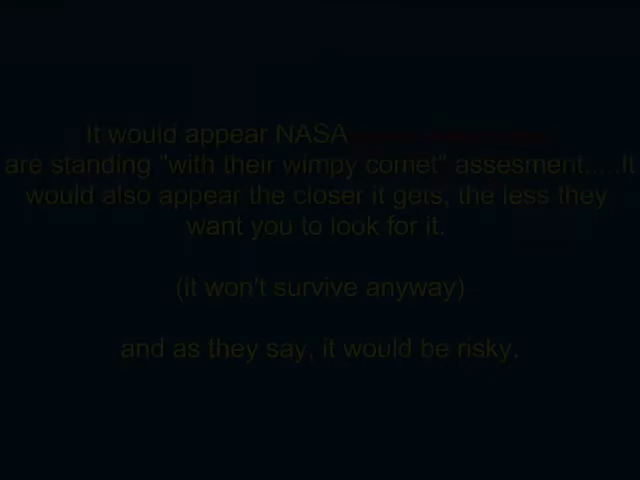 It would appear NASA
are standing "with their wimpy comet" assesment.....It
would also appear the closer it gets, the less they
want you to look for it.
(it won't survive anyway)
and as they say, it would be risky.